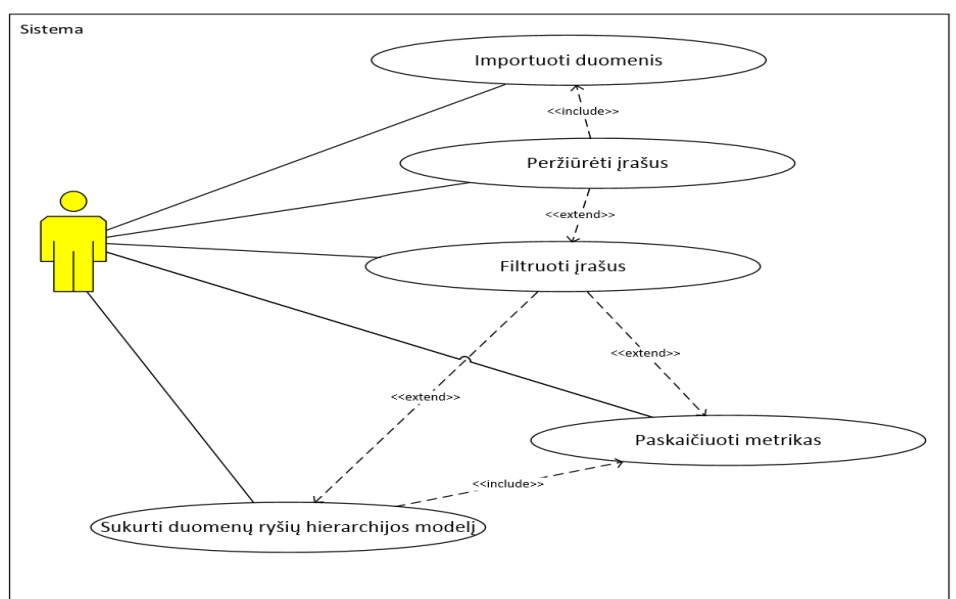 Sistema
Importuoti duomenis
<<include>>
Peržiūrėti įrašus
<<extend>>
Filtruoti įrašus
<<extend>>
<<extend>>
Paskaičiuoti metrikas
<<include>>
Sukurti duomenų ryšių hierarchijos modelį